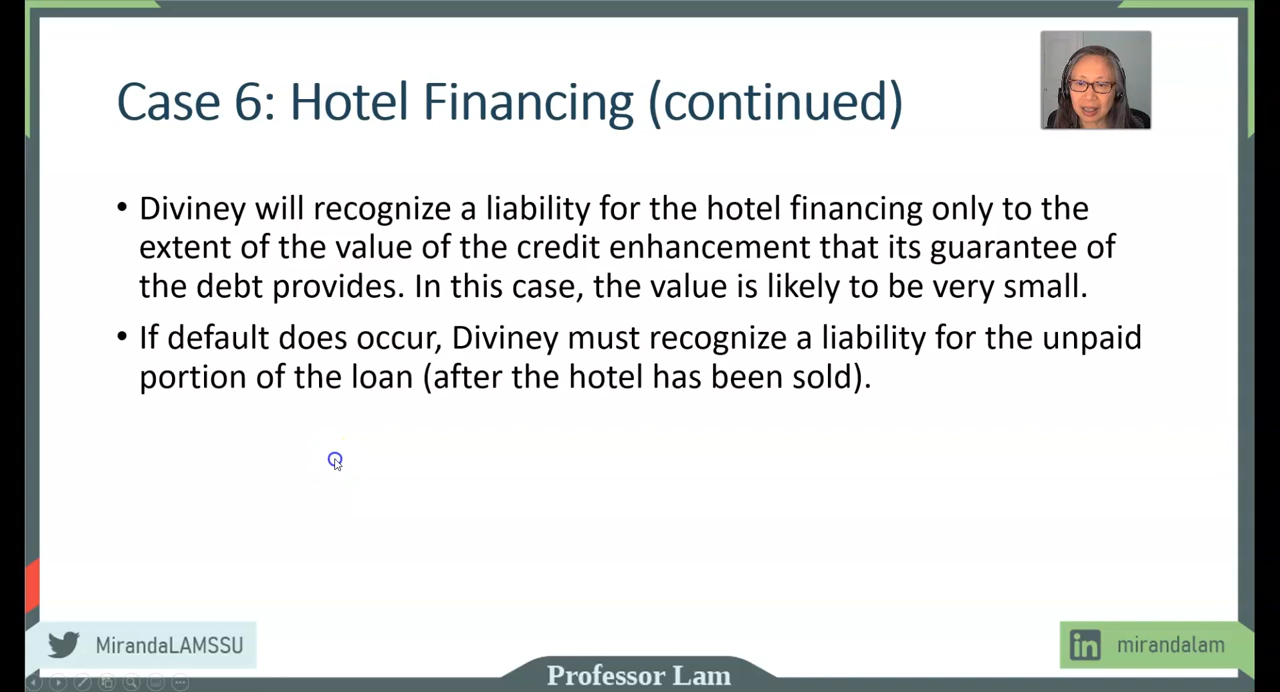 Case 6: Hotel Financing (continued)
• Diviney will recognize a liability for the hotel financing only to the
extent of the value of the credit enhancement that its guarantee of
the debt provides. In this case, the value is likely to be very small.
• If default does occur, Diviney must recognize a liability for the unpaid
portion of the loan (after the hotel has been sold).
MirandaLAMSSU
in mirandalam
Professor Lam